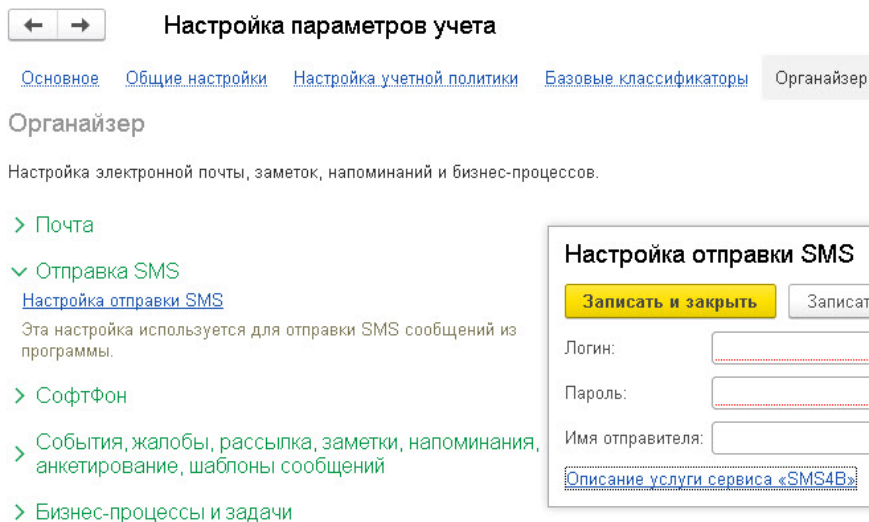 Настройка параметров учета
Основное Общие настройки Настройка учетной политики Базовые классификаторы Органайзер
Органайзер
Настройка электронной почты, заметок, напоминаний и бизнес-процессов.
Почта
Отправка SMS
Настройка отправки SMS
Эта настройка используется для отправки SMS сообщений из
программы.
СофтФон
События, жалобы, рассылка, заметки, напоминания,
анкетирование, шаблоны сообщений
Бизнес-процессы и задачи
Настройка отправки SMS
Записать и закрыть Записат
Логин:
Пароль:
Имя отправителя:
Описание услуги сервиса «SMS4B»